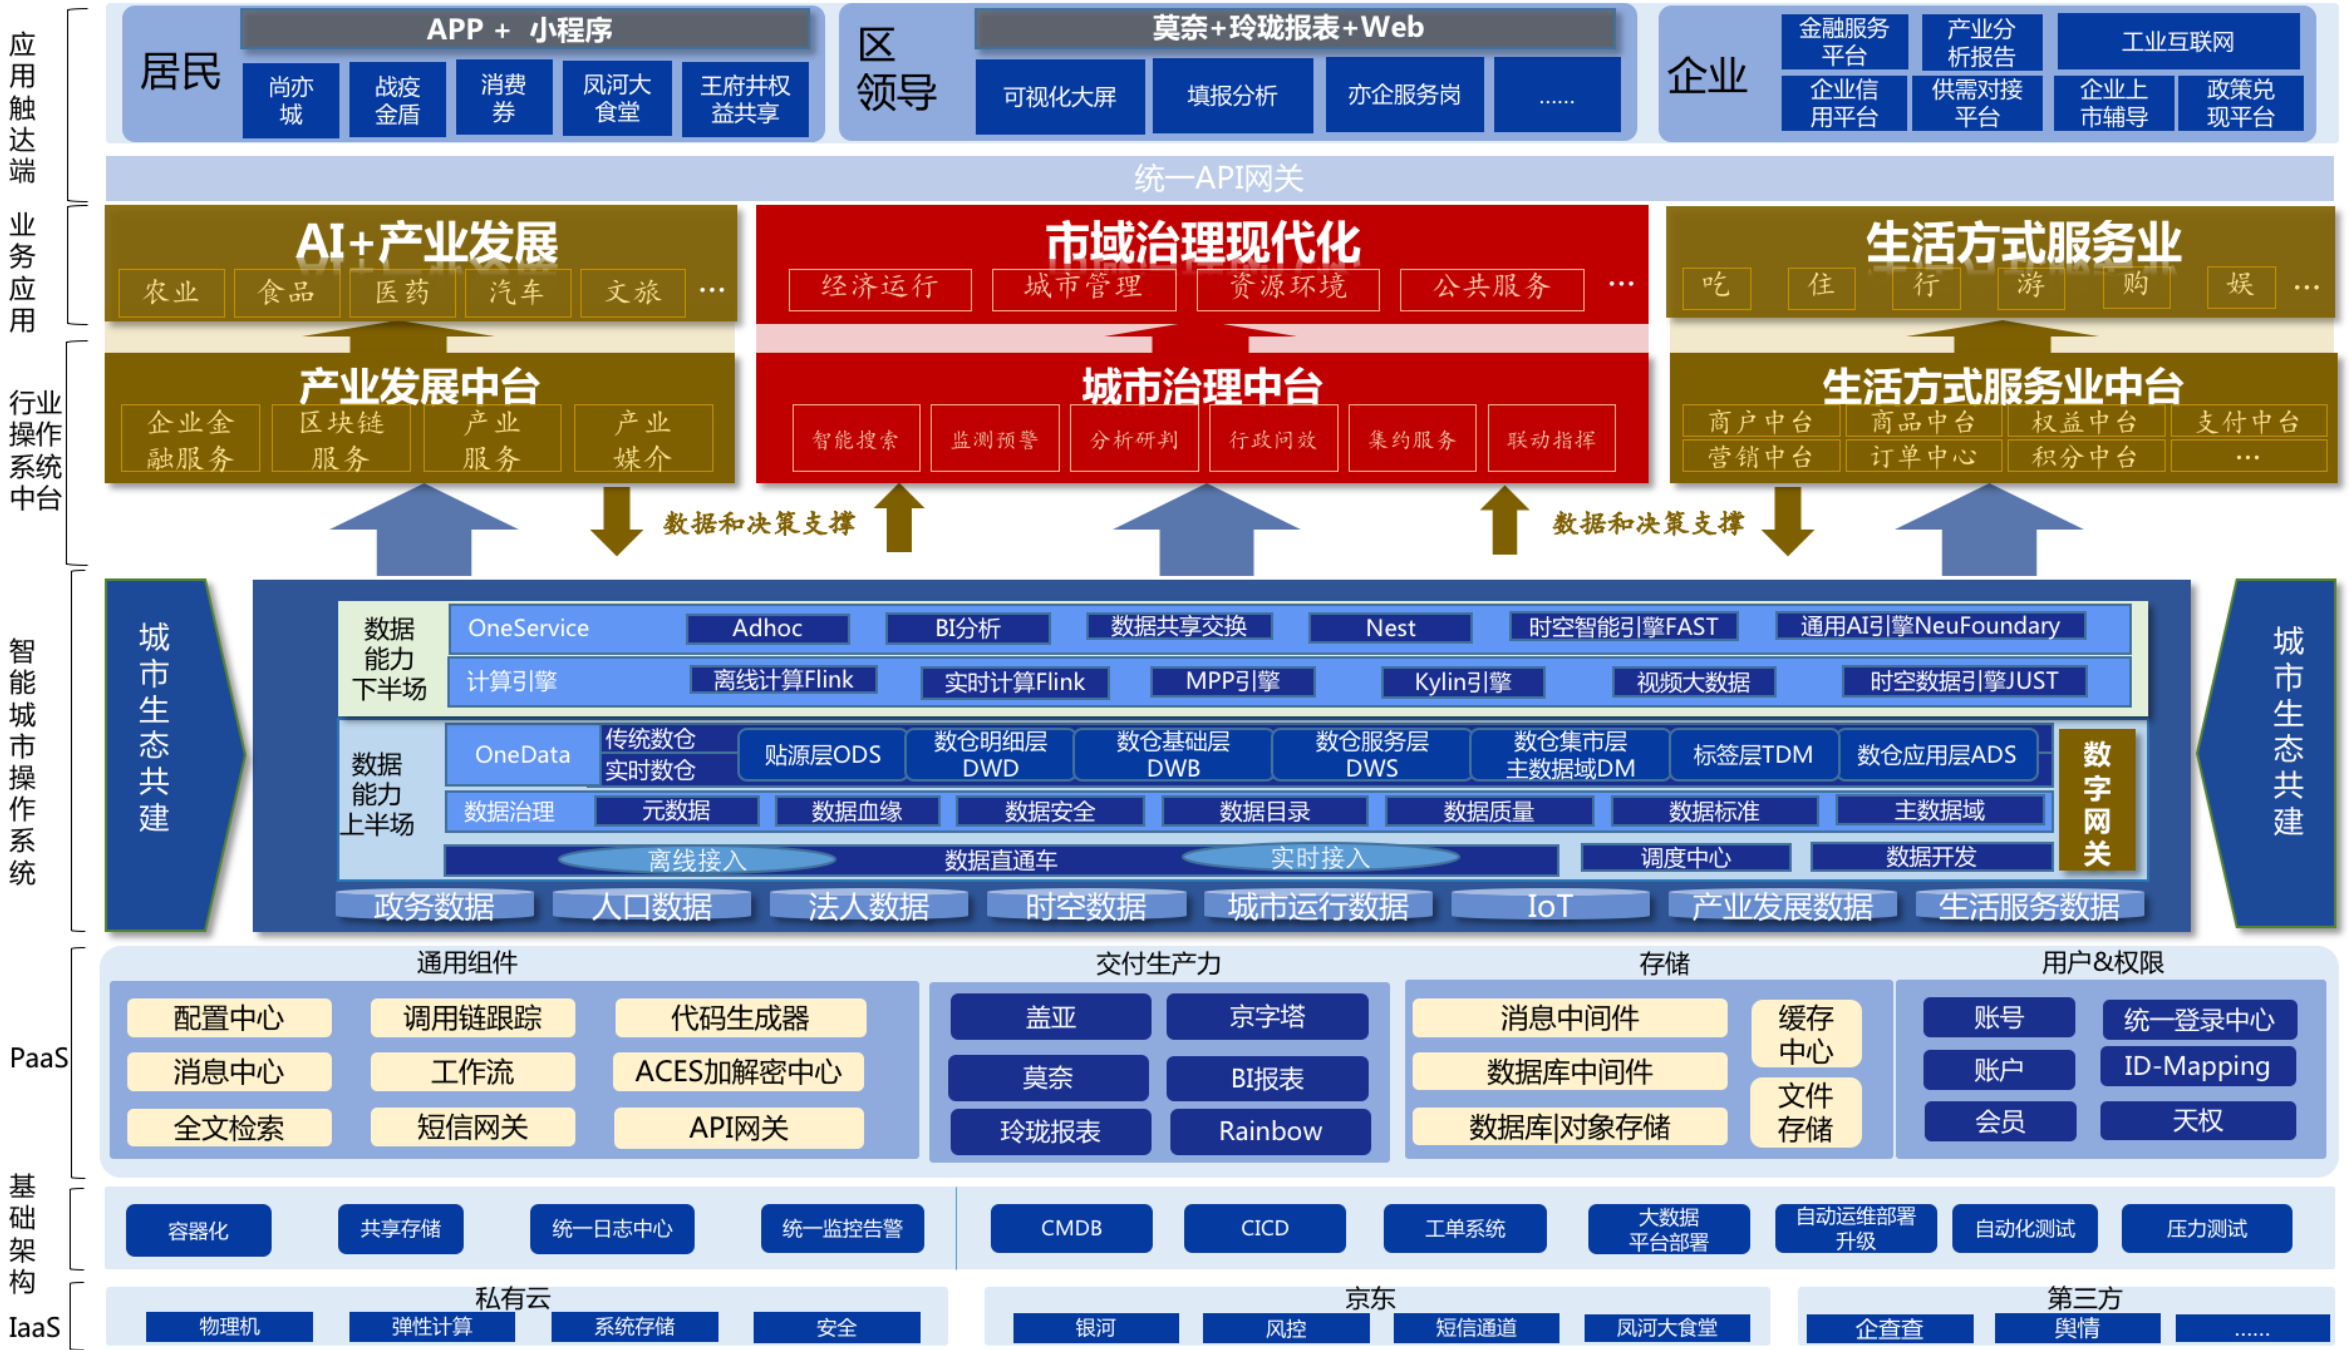 应用触达端
居民
APP + 小程序
尚亦
城
战疫
金盾
消费
券
凤河大
食堂
王府井权
益共享
区
领导
莫奈+玲珑报表+Web
可视化大屏
填报分析
亦企服务岗
……
企业
金融服务
平台
产业分
析报告
工业互联网
企业信
用平台
供需对接
平台
企业上
市辅导
政策兑
现平台
统一API网关
业务应用
AI+产业发展
农业
食品
医药
汽车
文旅
…
市域治理现代化
经济运行
城市管理
资源环境
公共服务
…
生活方式服务业
吃
住
行
游
购
娱
…
行业
操作
系统
中台
产业发展中台
企业金
融服务
区块链
服务
产业
服务
产业
媒介
城市治理中台
智能搜索
监测预警
分析研判
行政问效
集约服务
联动指挥
生活方式服务业中台
商户中台
商品中台
权益中台
支付中台
营销中台
订单中心
积分中台
…
数据和决策支撑
数据和决策支撑
智能城市操作系统
城市生态共建
数据
能力
下半场
OneService
Adhoc
BI分析
数据共享交换
Nest
时空智能引擎FAST
通用AI引擎NeuFoundary
计算引擎
离线计算Flink
实时计算Flink
MPP引擎
Kylin引擎
视频大数据
时空数据引擎JUST
数据
能力
上半场
OneData
传统数仓
实时数仓
贴源层ODS
数仓明细层
DWD
数仓基础层
DWB
数仓服务层
DWS
数仓集市层
主数据域DM
标签层TDM
数仓应用层ADS
数据治理
元数据
数据血缘
数据安全
数据目录
数据质量
数据标准
主数据域
离线接入
数据直通车
实时接入
调度中心
数据开发
数字网关
政务数据
人口数据
法人数据
时空数据
城市运行数据
IoT
产业发展数据
生活服务数据
城市生态共建
PaaS
通用组件
配置中心
调用链跟踪
代码生成器
消息中心
工作流
ACES加解密中心
全文检索
短信网关
API网关
交付生产力
盖亚
京字塔
莫奈
BI报表
玲珑报表
Rainbow
存储
消息中间件
数据库中间件
数据库|对象存储
缓存
中心
文件
存储
用户&权限
账号
统一登录中心
账户
ID-Mapping
会员
天权
基础架构
容器化
共享存储
统一日志中心
统一监控告警
CMDB
CICD
工单系统
大数据
平台部署
自动运维部署
升级
自动化测试
压力测试
IaaS
私有云
物理机
弹性计算
系统存储
安全
京东
银河
风控
短信通道
凤河大食堂
第三方
企查查
舆情
……